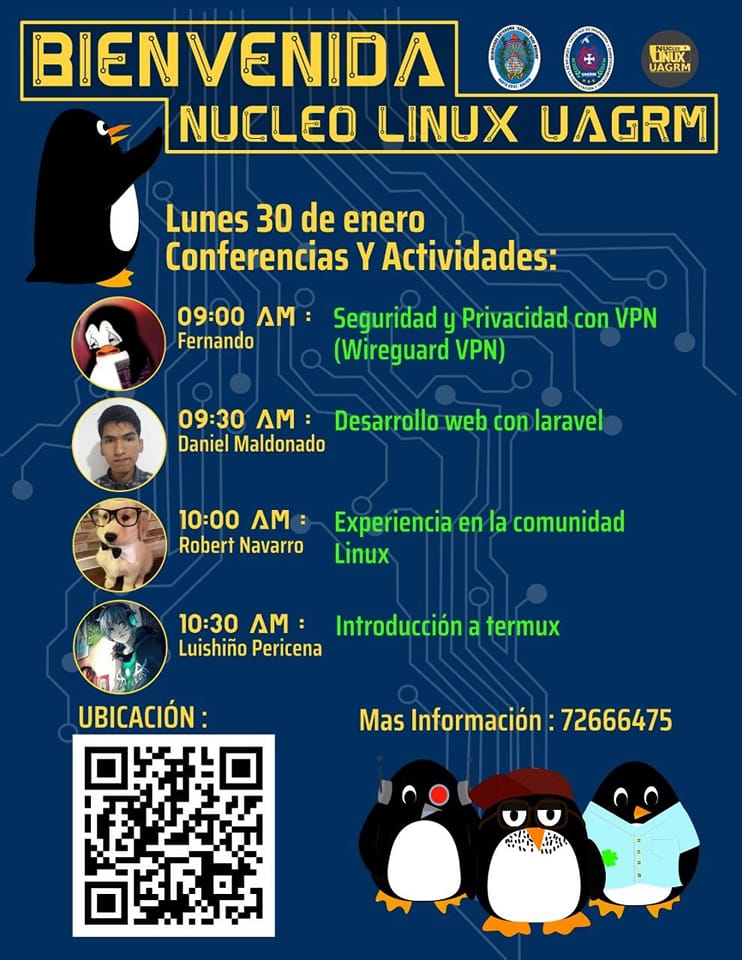 BIENVENIDA
NUCLEO LINUX UAGRM
NUCLEO
LINUX
UAGRM
Lunes 30 de enero
Conferencias Y Actividades:
09:00 AM : Seguridad y Privacidad con VPN
Fernando (Wireguard VPN)
09:30 AM : Desarrollo web con laravel
Daniel Maldonado
10:00 AM : Experiencia en la comunidad
Robert Navarro Linux
10:30 AM : Introducción a termux
Luishiño Pericena
UBICACIÓN :
Mas Información : 72666475